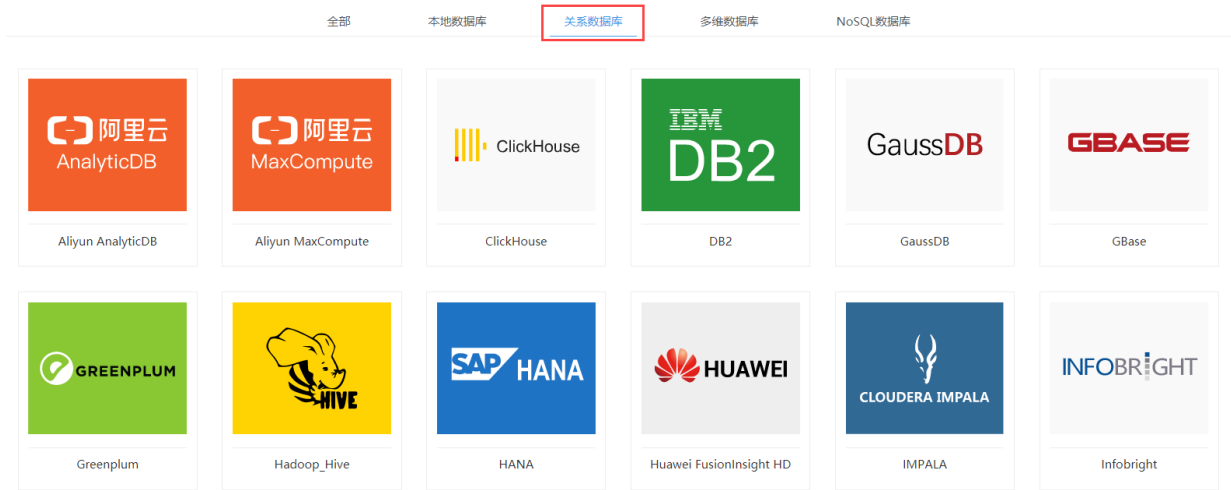 全部 本地数据库 关系数据库 多维数据库 NoSQL数据库
阿里云
AnalyticDB
阿里云
MaxCompute
ClickHouse
IBM
DB2
GaussDB
GBASE
Aliyun AnalyticDB
Aliyun MaxCompute
ClickHouse
DB2
GaussDB
GBase
GREENPLUM
HIVE
SAP HANA
HUAWEI
CLOUDERA IMPALA
INFOBRIGHT
Greenplum
Hadoop_Hive
HANA
Huawei FusionInsight HD
IMPALA
Infobright